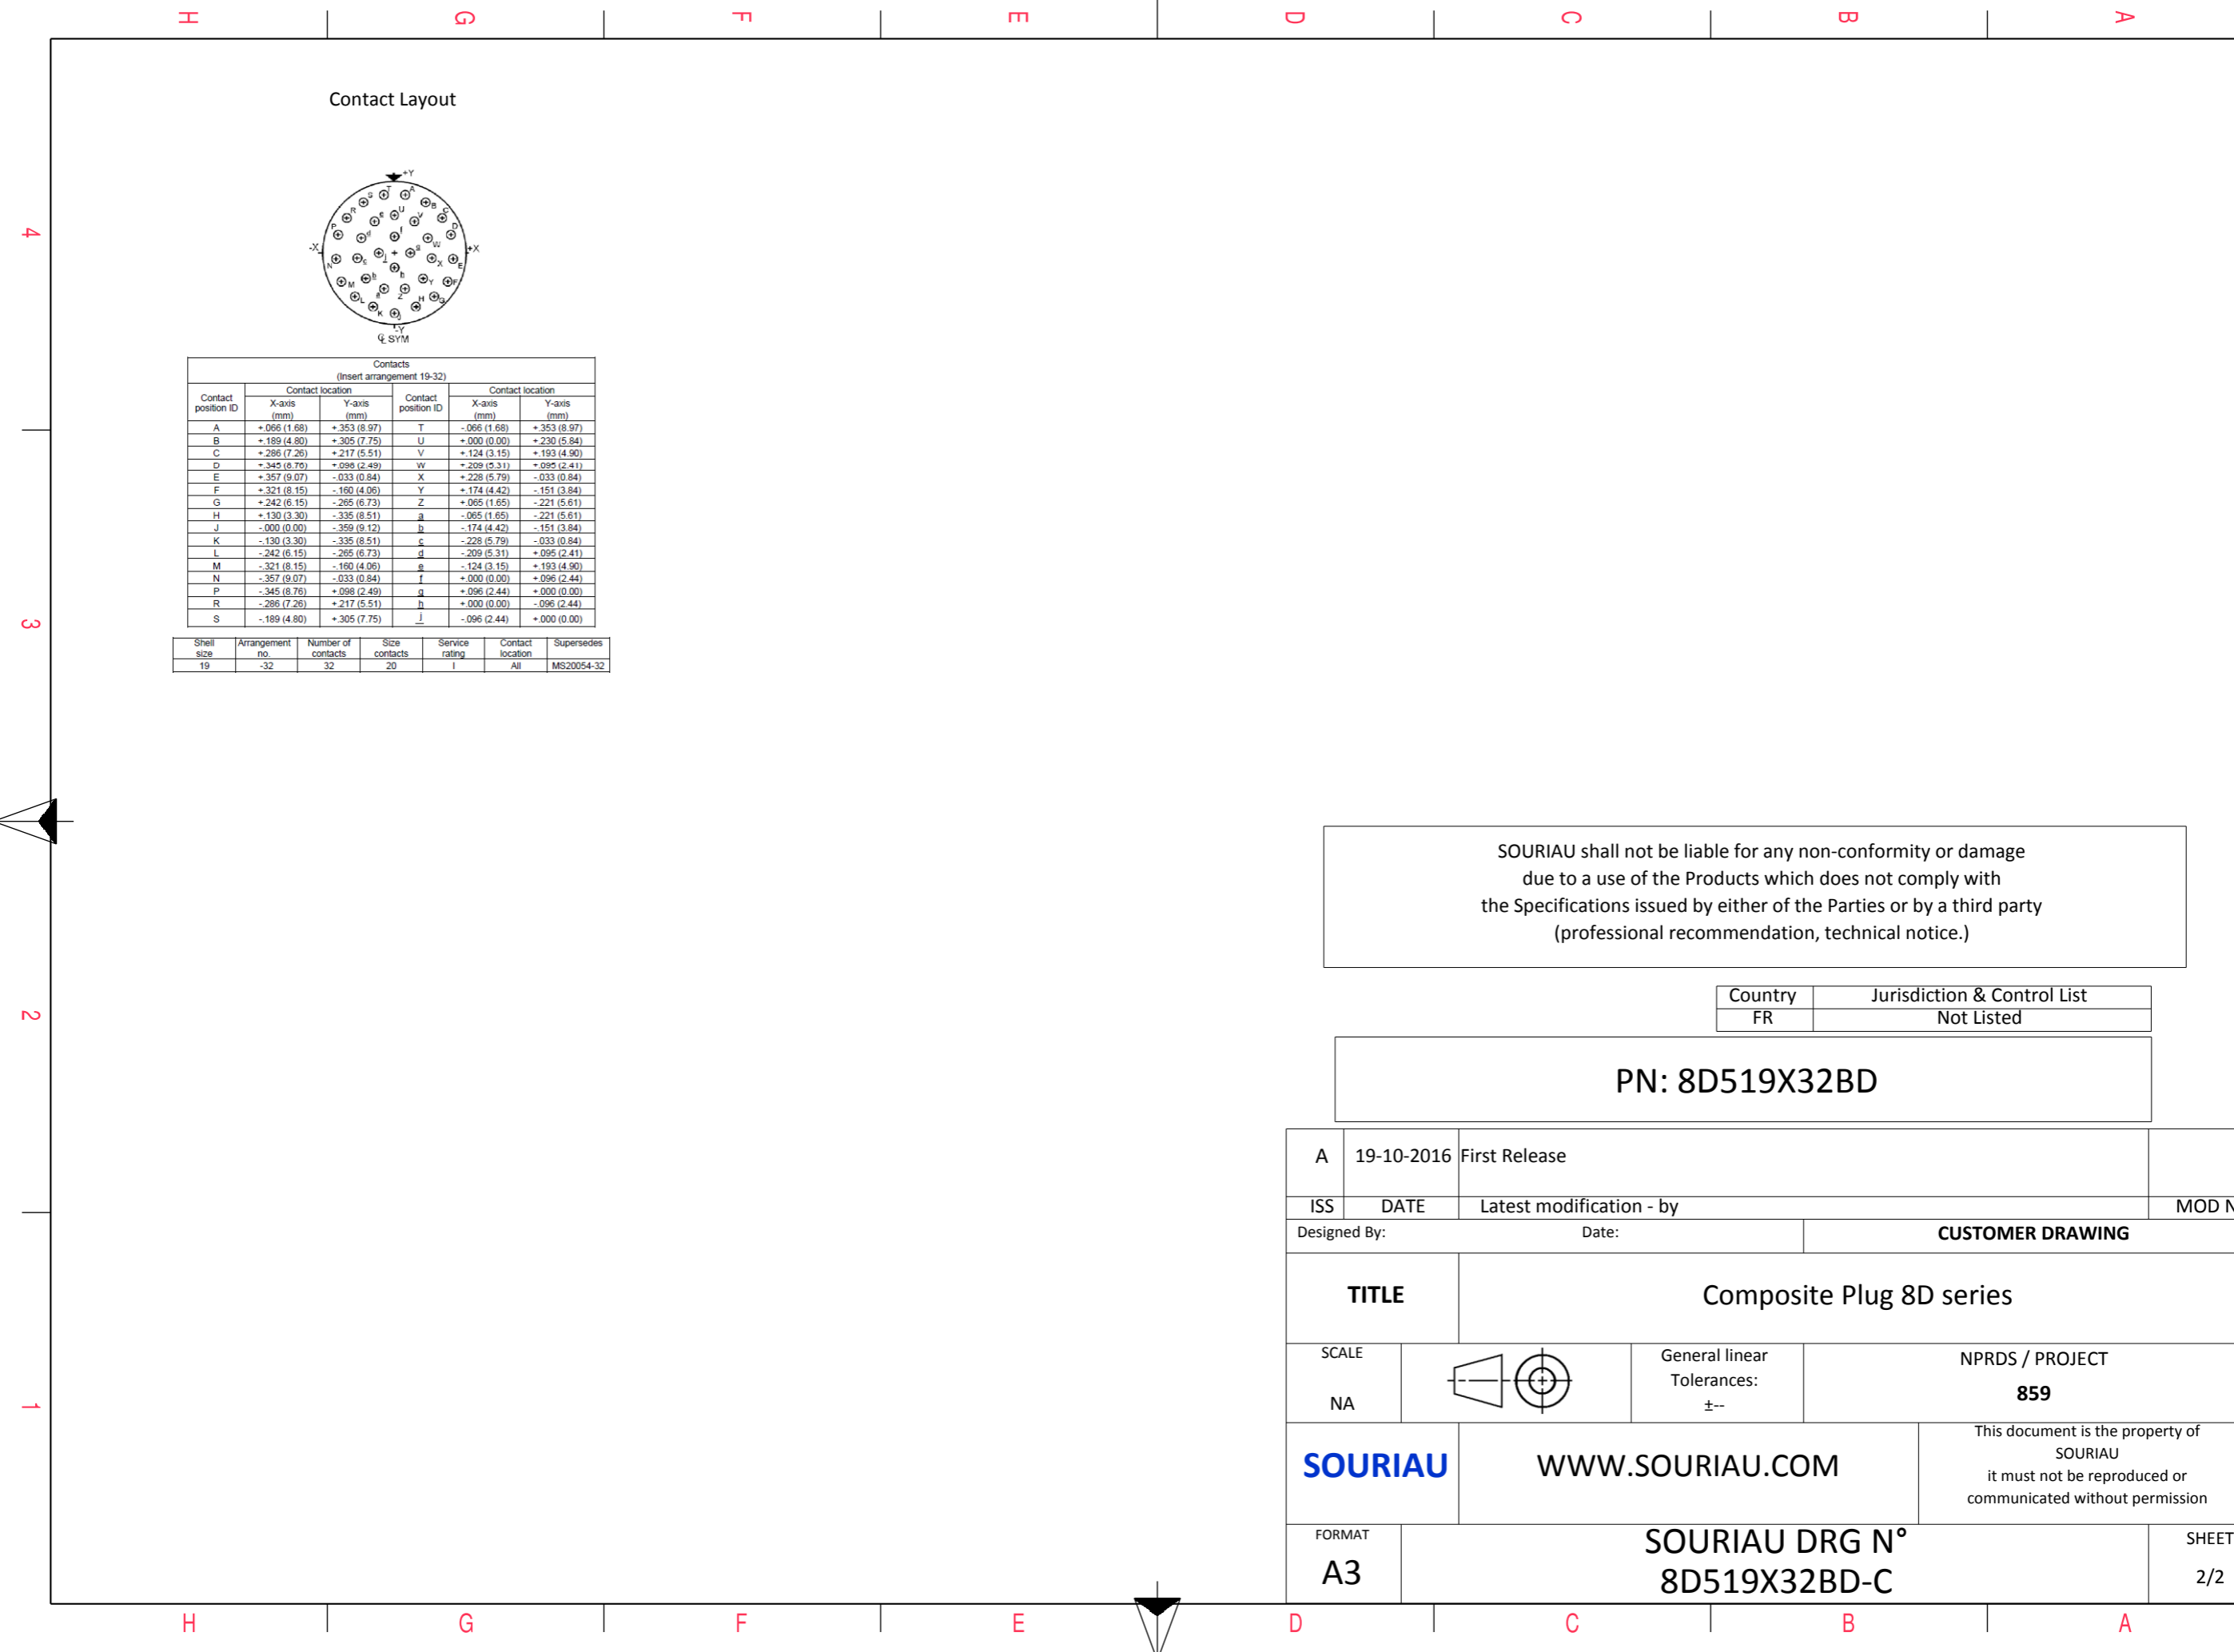 H G F E D C B A
Contact Layout
+Y
T A
S B
R e U V C
P d f W D
-X +X
j g
N c X E
M b h Y F
L a Z H G
K J
-Y
℄ SYM
Contacts
(Insert arrangement 19-32)
Contact position ID | Contact location | Contact position ID | Contact location
X-axis (mm) | Y-axis (mm) | X-axis (mm) | Y-axis (mm)
A +.066 (1.68) +.353 (8.97) T -.066 (1.68) +.353 (8.97)
B +.189 (4.80) +.305 (7.75) U +.000 (0.00) +.230 (5.84)
C +.286 (7.26) +.217 (5.51) V +.124 (3.15) +.193 (4.90)
D +.345 (8.76) +.098 (2.49) W +.209 (5.31) +.095 (2.41)
E +.357 (9.07) -.033 (0.84) X +.228 (5.79) -.033 (0.84)
F +.321 (8.15) -.160 (4.06) Y +.174 (4.42) -.151 (3.84)
G +.242 (6.15) -.265 (6.73) Z +.065 (1.65) -.221 (5.61)
H +.130 (3.30) -.335 (8.51) a -.065 (1.65) -.221 (5.61)
J -.000 (0.00) -.359 (9.12) b -.174 (4.42) -.151 (3.84)
K -.130 (3.30) -.335 (8.51) c -.228 (5.79) -.033 (0.84)
L -.242 (6.15) -.265 (6.73) d -.209 (5.31) +.095 (2.41)
M -.321 (8.15) -.160 (4.06) e -.124 (3.15) +.193 (4.90)
N -.357 (9.07) -.033 (0.84) f +.000 (0.00) +.096 (2.44)
P -.345 (8.76) +.098 (2.49) g +.096 (2.44) +.000 (0.00)
R -.286 (7.26) +.217 (5.51) h +.000 (0.00) -.096 (2.44)
S -.189 (4.80) +.305 (7.75) j -.096 (2.44) +.000 (0.00)
Shell size | Arrangement no. | Number of contacts | Size contacts | Service rating | Contact location | Supersedes
19 -32 32 20 I All MS20054-32
4
3
2
1
SOURIAU shall not be liable for any non-conformity or damage
due to a use of the Products which does not comply with
the Specifications issued by either of the Parties or by a third party
(professional recommendation, technical notice.)
Country Jurisdiction & Control List
FR Not Listed
PN: 8D519X32BD
A 19-10-2016 First Release
ISS DATE Latest modification - by MOD N
Designed By: Date: CUSTOMER DRAWING
TITLE Composite Plug 8D series
SCALE
NA
General linear
Tolerances:
±--
NPRDS / PROJECT
859
SOURIAU WWW.SOURIAU.COM
This document is the property of
SOURIAU
it must not be reproduced or
communicated without permission
FORMAT
A3
SOURIAU DRG N°
8D519X32BD-C
SHEET
2/2
H G F E D C B A